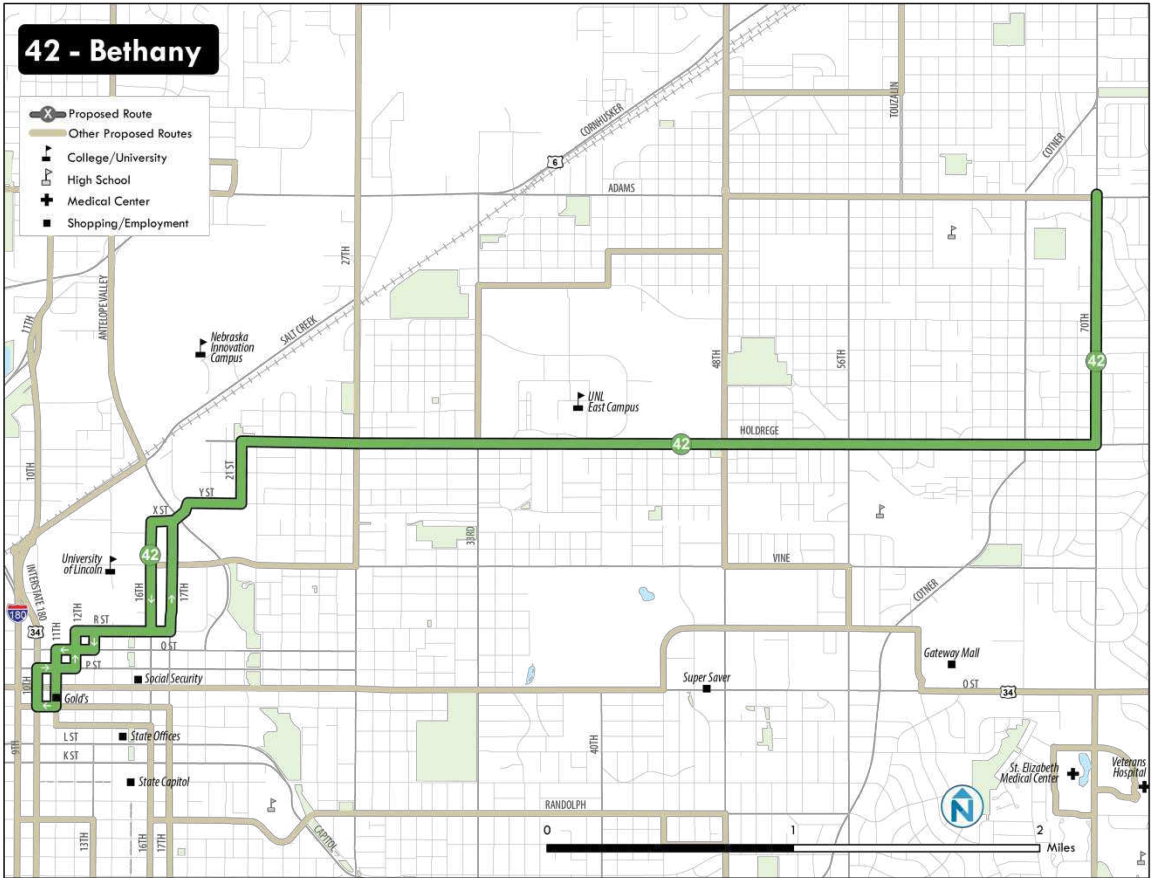 42 - Bethany
X Proposed Route
Other Proposed Routes
College/University
High School
Medical Center
Shopping/Employment
CORNHUSKER
6
ADAMS
TOUZALIN
COTNER
27TH
ANTELOPE VALLEY
11TH
SALT CREEK
Nebraska
Innovation
Campus
70TH
42
48TH
56TH
UNL
East Campus
HOLDREGE
42
10TH
21 ST
Y ST
X ST
33RD
42
University
of Lincoln
VINE
INTERSTATE 180
180
34
16TH
17TH
COTNER
12TH
11TH
R ST
Q ST
P ST
10TH
Social Security
Gold's
Super Saver
Gateway Mall
O ST
34
9TH
L ST
State Offices
K ST
40TH
State Capitol
St. Elizabeth
Medical Center
Veterans
Hospital
N
RANDOLPH
CAPITOL
13TH
16TH
17TH
0
1
2
Miles